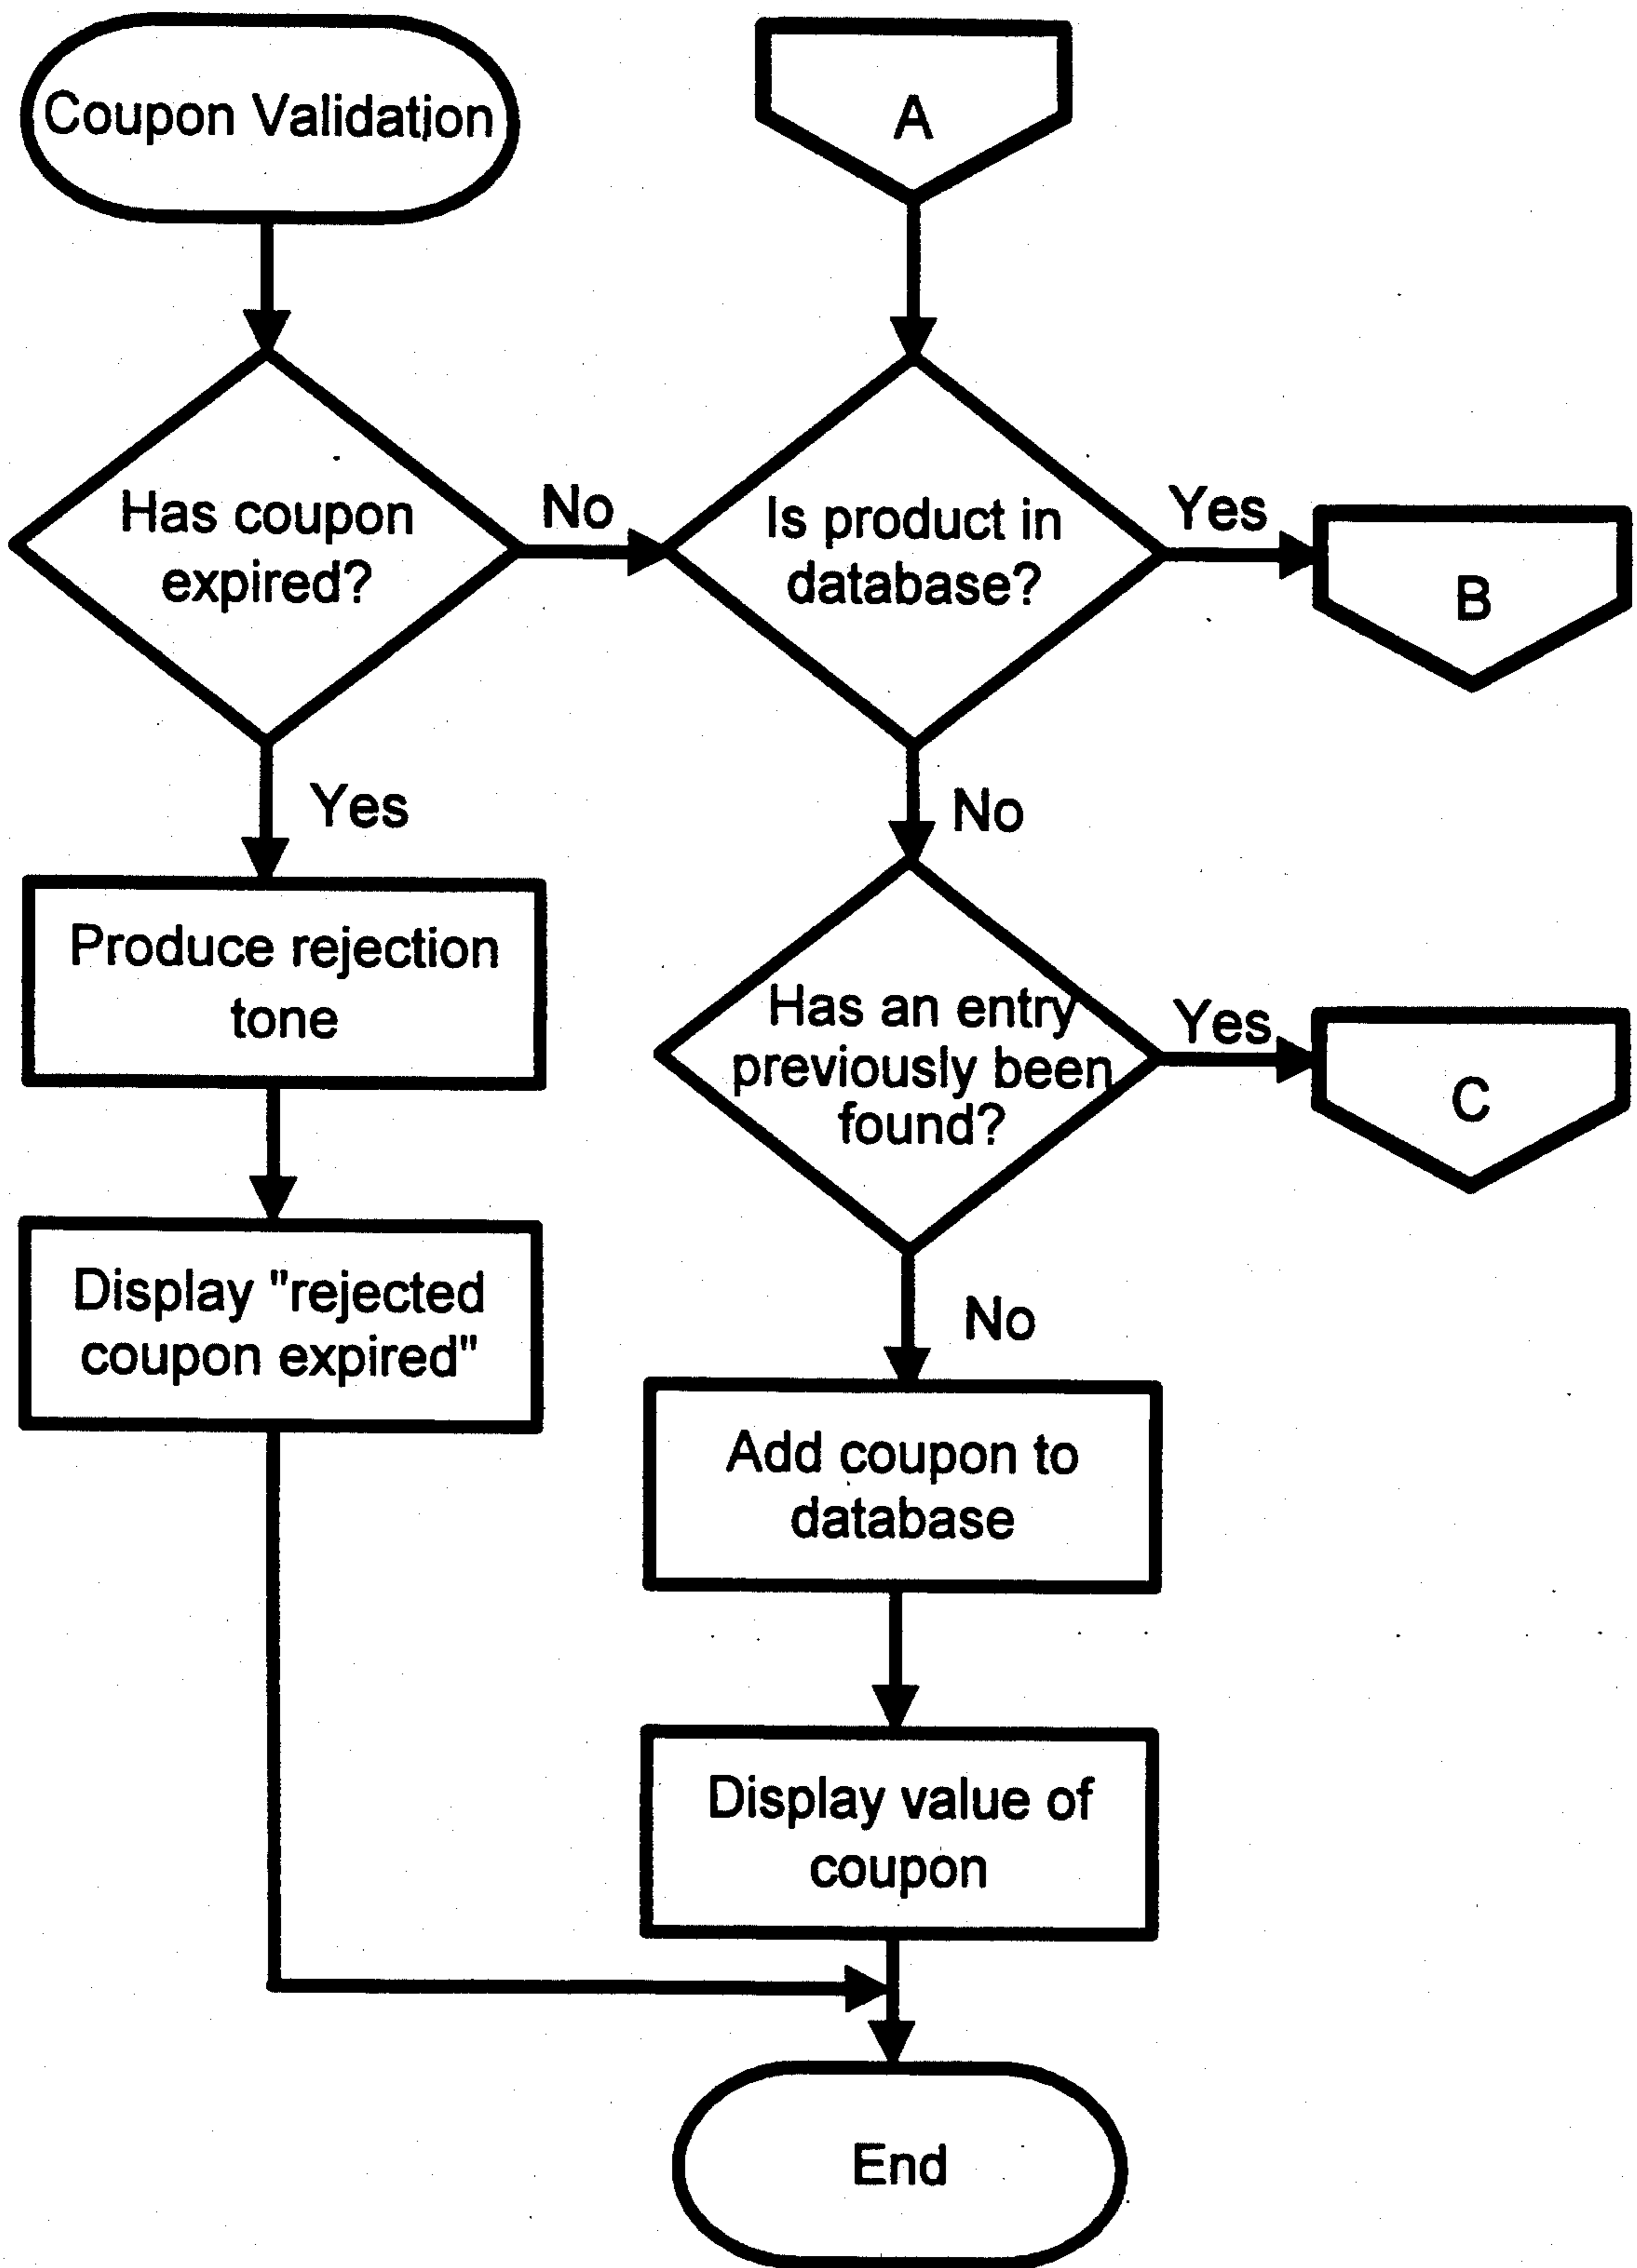 Coupon Validation
A
Has coupon
expired?
No
Is product in
database?
Yes
B
Yes
No
Produce rejection
tone
Has an entry
previously been
found?
Yes
C
Display "rejected
coupon expired"
No
Add coupon to
database
Display value of
coupon
End